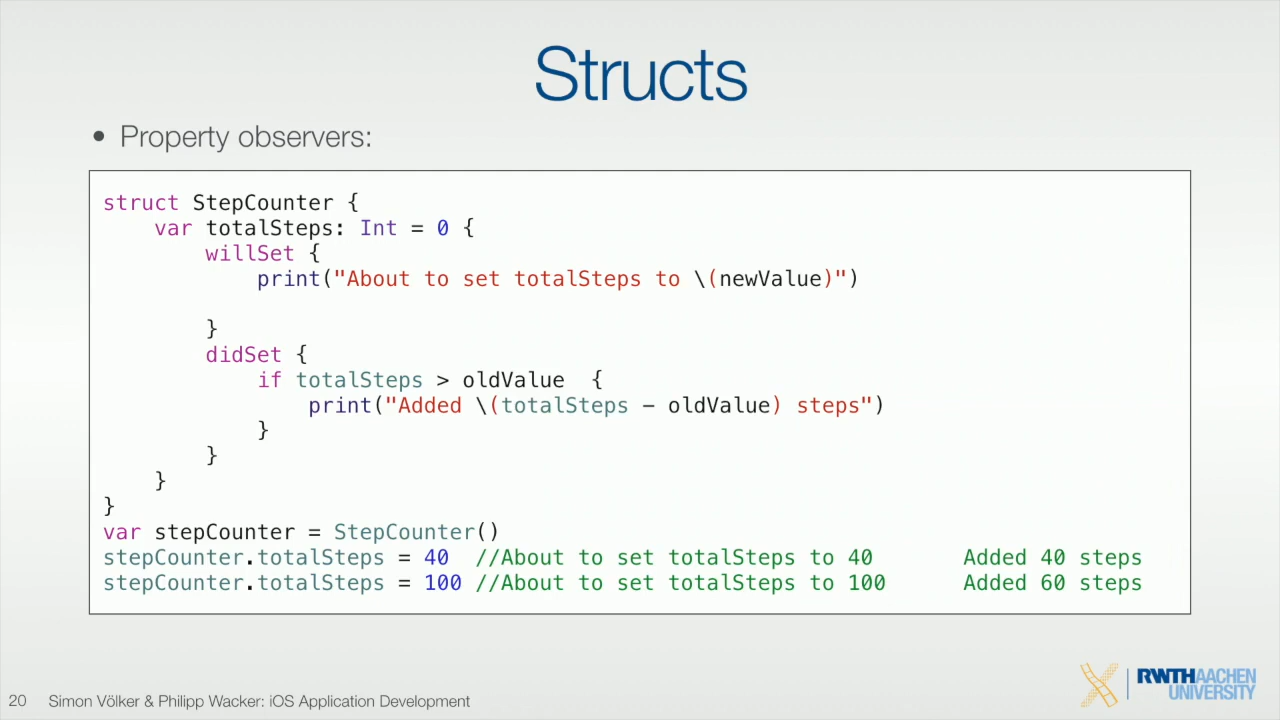 Structs
• Property observers:
struct StepCounter {
    var totalSteps: Int = 0 {
        willSet {
            print("About to set totalSteps to \(newValue)")
        }
        didSet {
            if totalSteps > oldValue  {
                print("Added \(totalSteps - oldValue) steps")
            }
        }
    }
}
var stepCounter = StepCounter()
stepCounter.totalSteps = 40  //About to set totalSteps to 40       Added 40 steps
stepCounter.totalSteps = 100 //About to set totalSteps to 100      Added 60 steps
20 Simon Völker & Philipp Wacker: iOS Application Development
RWTHAACHEN
UNIVERSITY